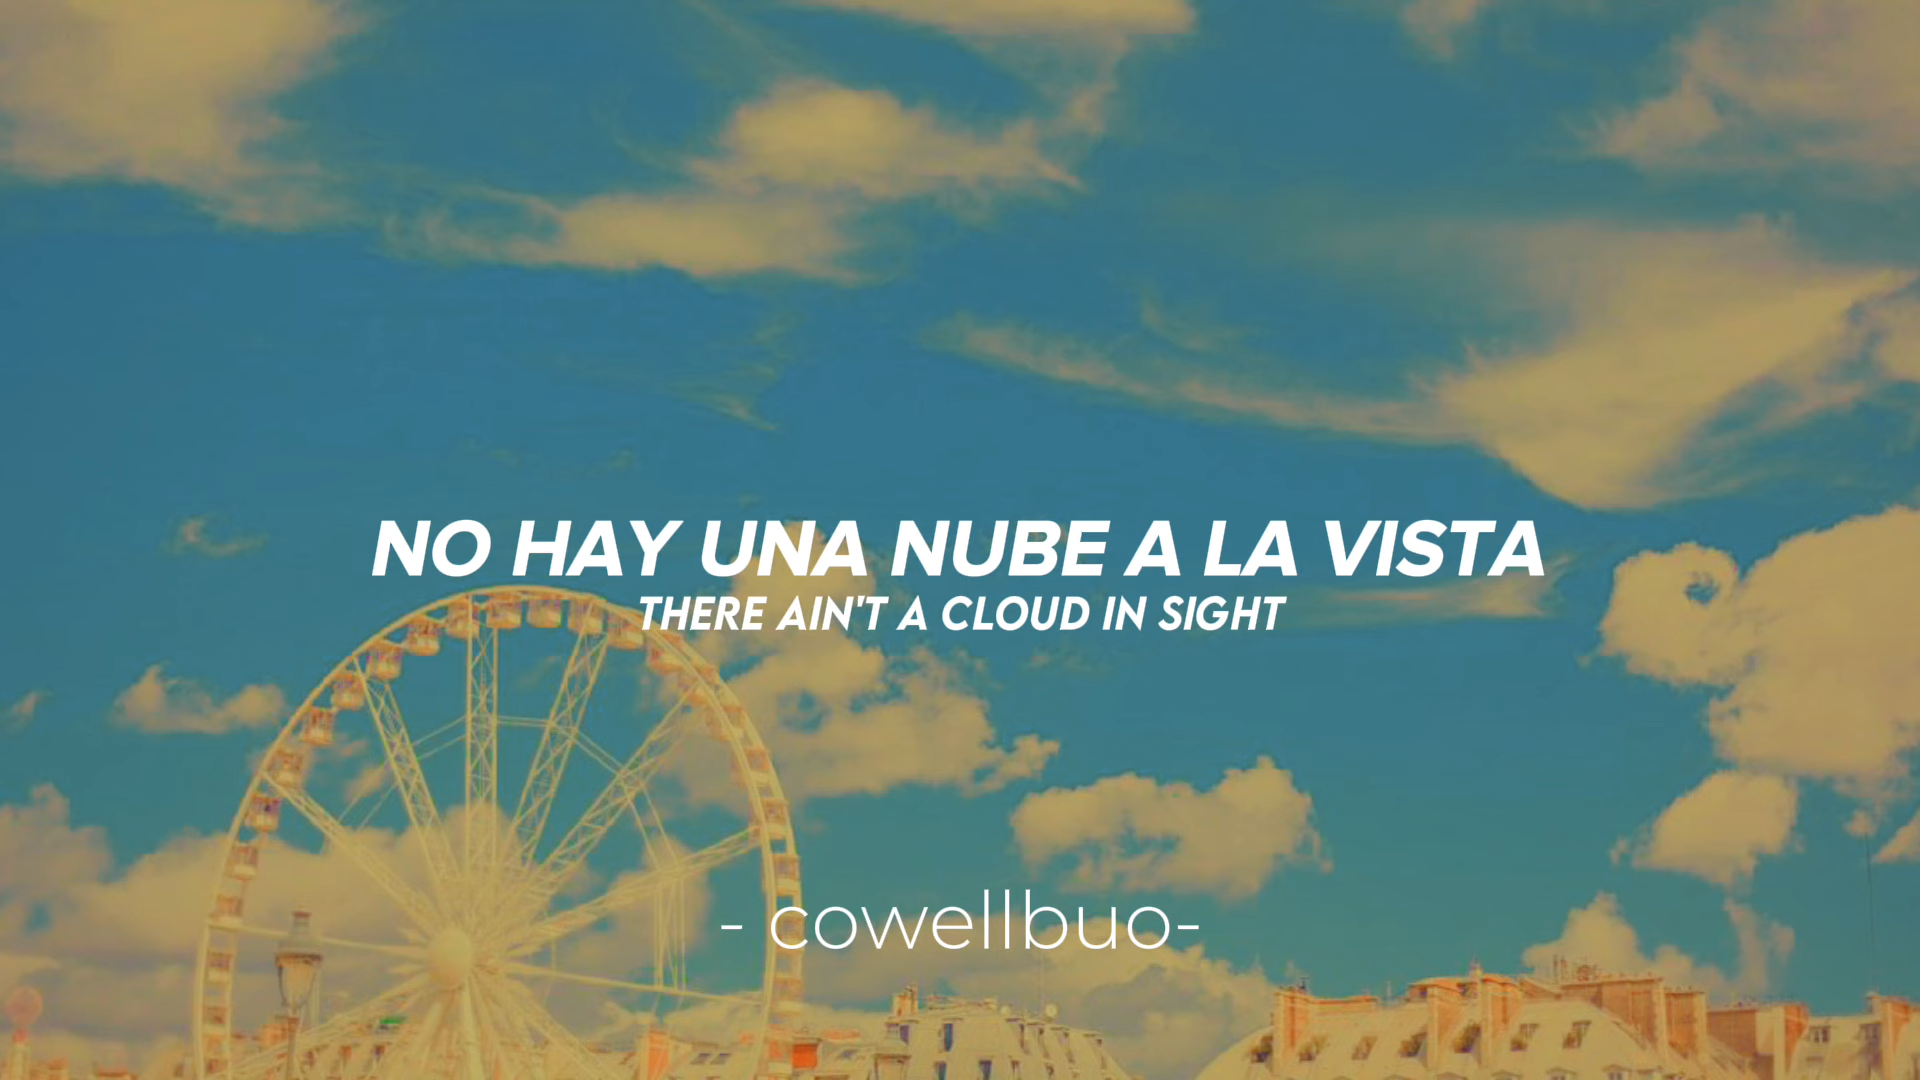 NO HAY UNA NUBE A LA VISTA
THERE AIN'T A CLOUD IN SIGHT
- cowellbuo-